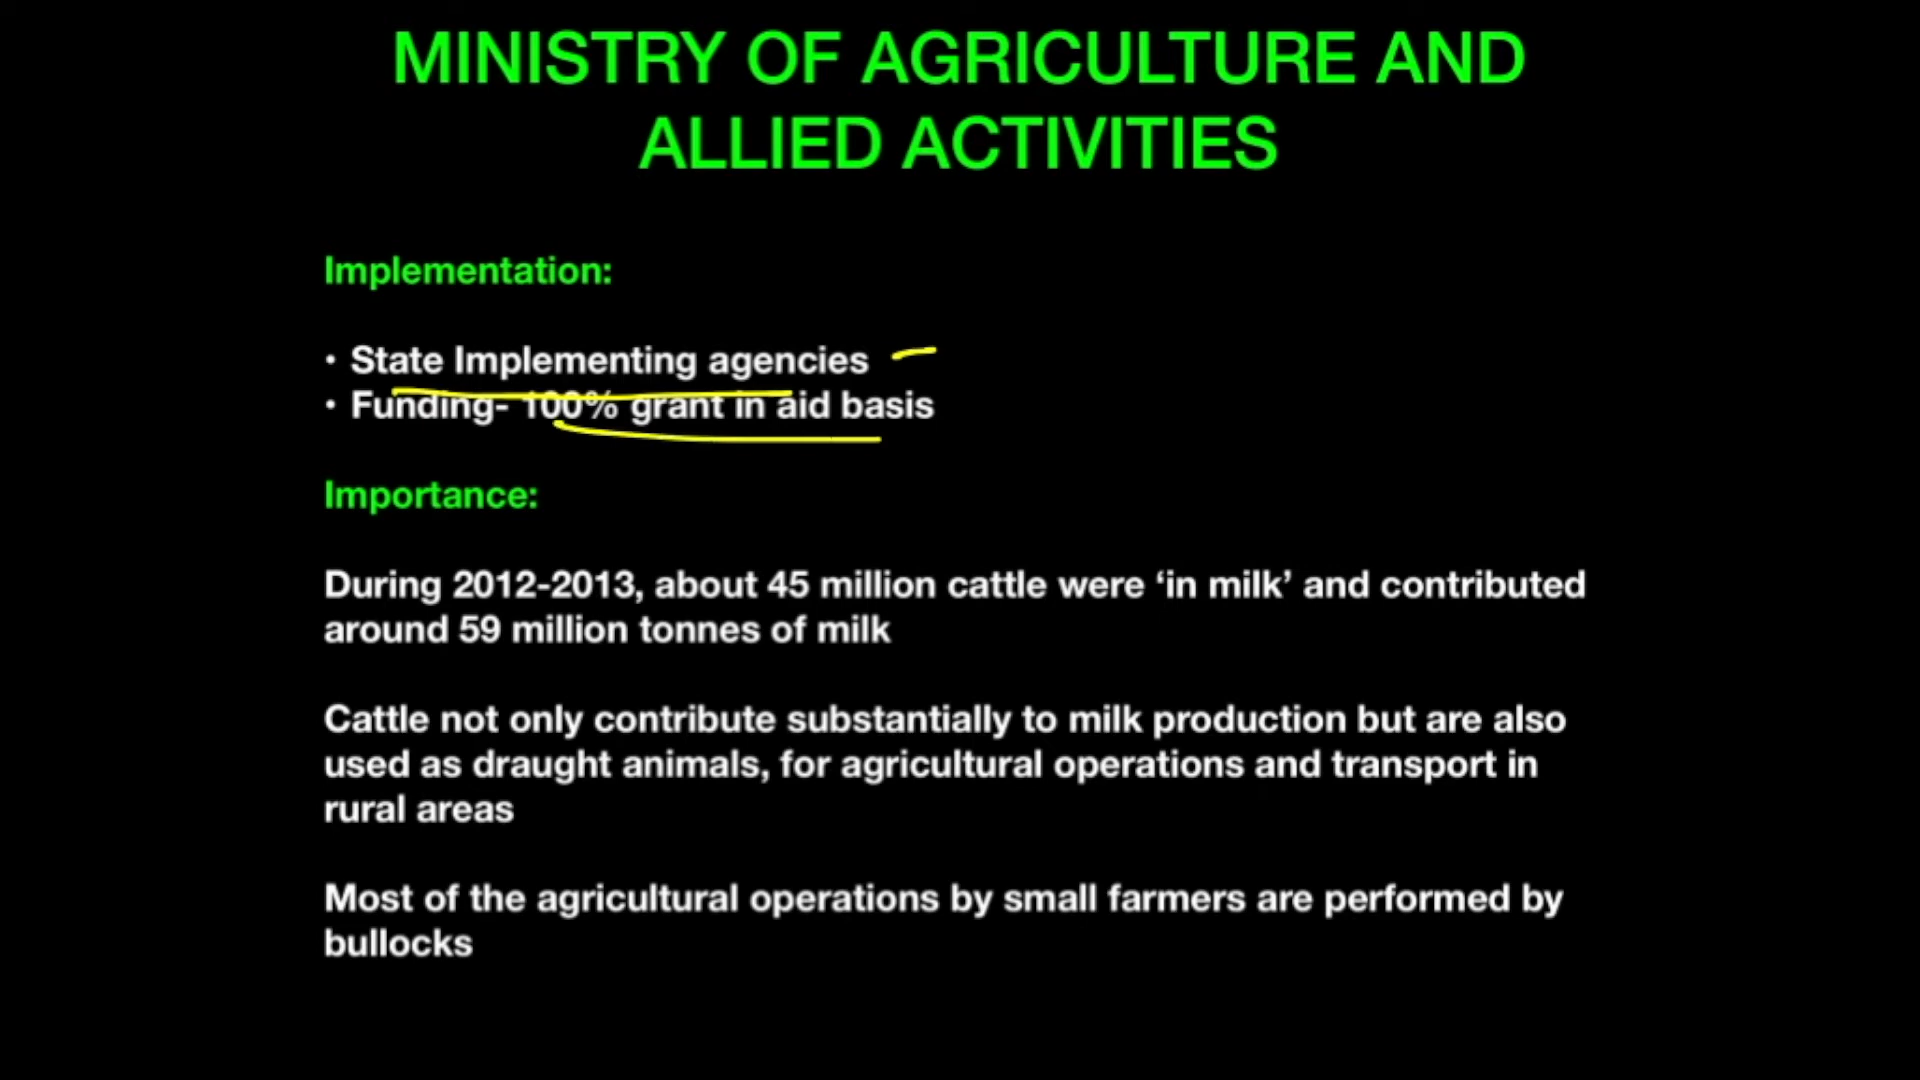 MINISTRY OF AGRICULTURE AND
ALLIED ACTIVITIES
Implementation:
• State Implementing agencies
• Funding- 100% grant in aid basis
Importance:
During 2012-2013, about 45 million cattle were ‘in milk’ and contributed
around 59 million tonnes of milk
Cattle not only contribute substantially to milk production but are also
used as draught animals, for agricultural operations and transport in
rural areas
Most of the agricultural operations by small farmers are performed by
bullocks